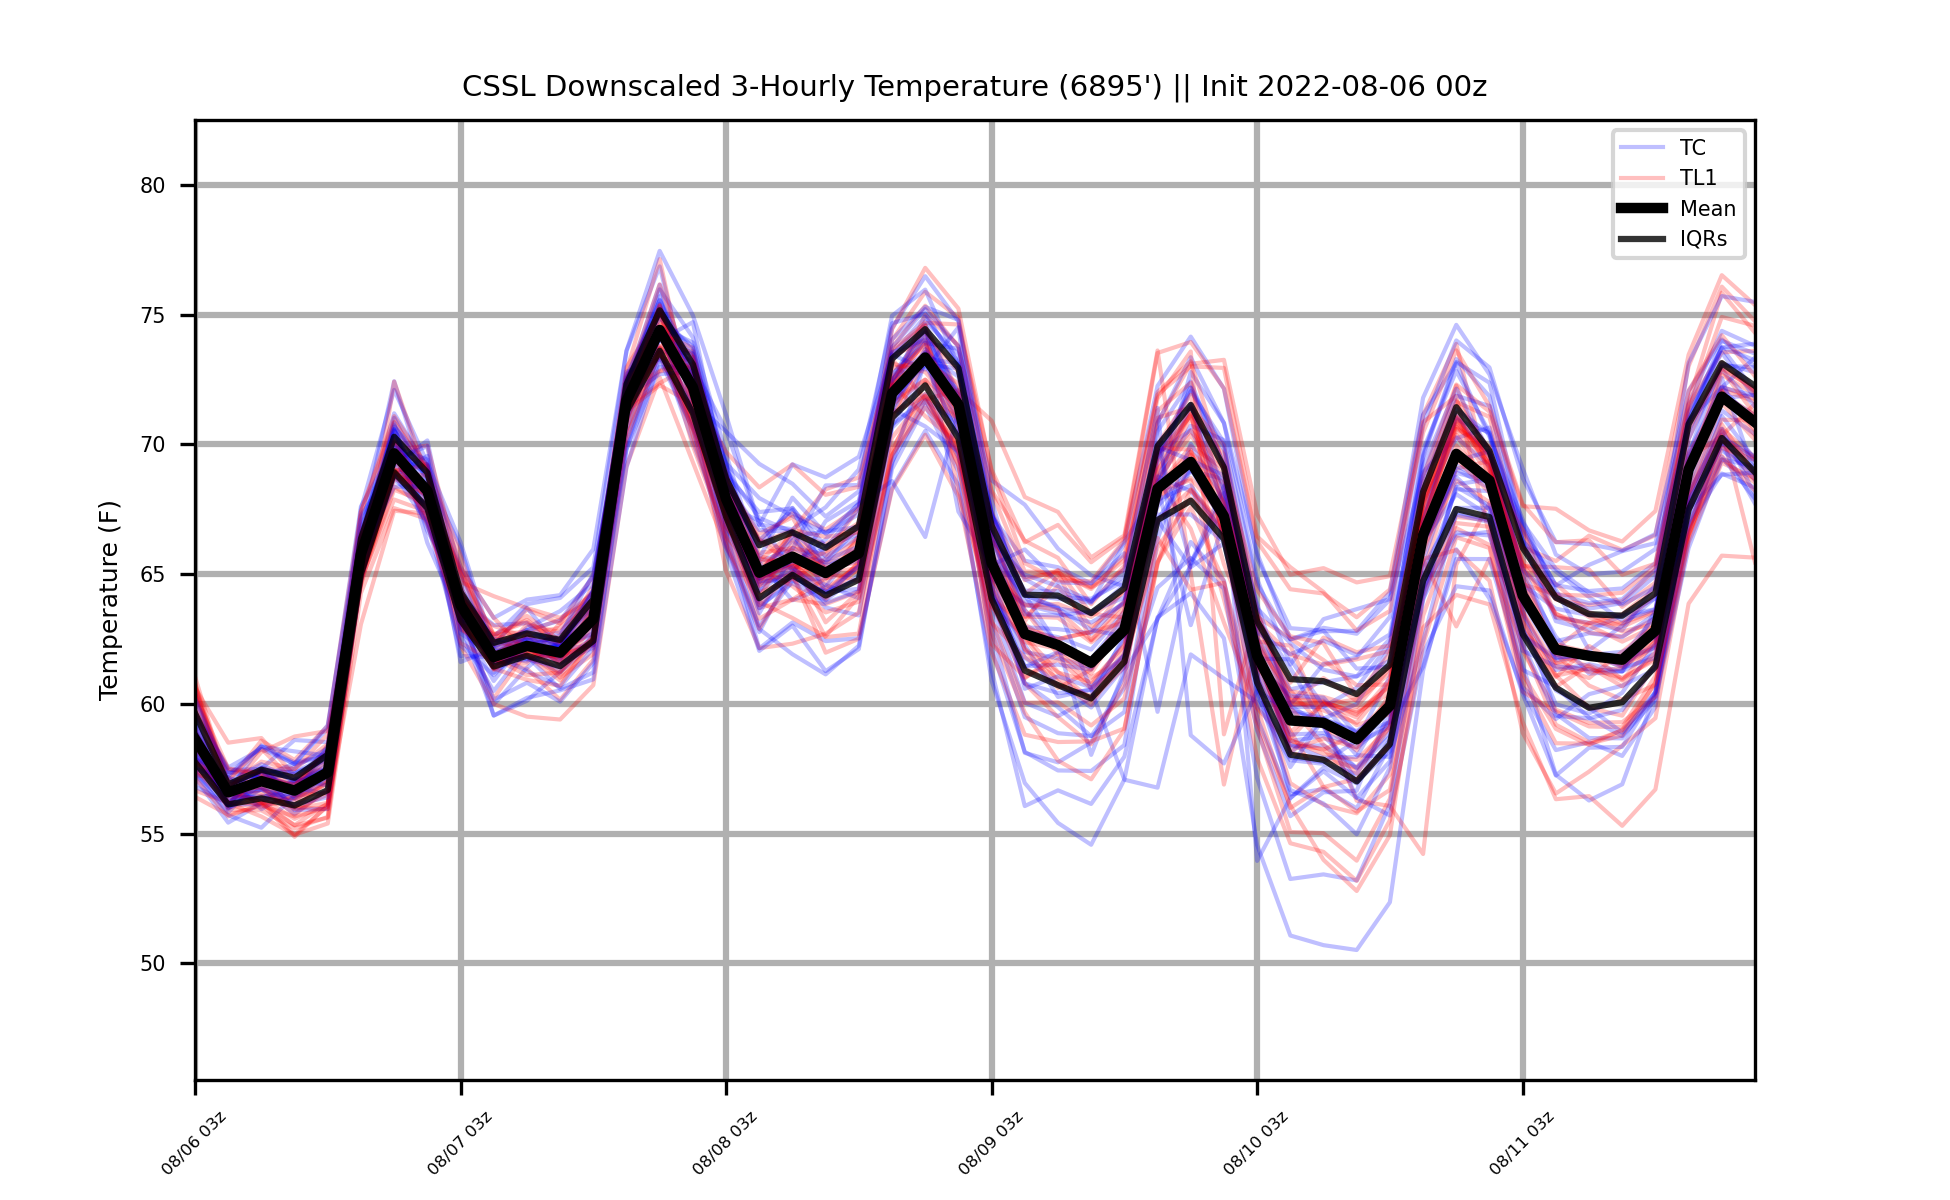 CSSL Downscaled 3-Hourly Temperature (6895') || Init 2022-08-06 00z
TC
TL1
Mean
IQRs
Temperature (F)
80
75
70
65
60
55
50
08/06 03z
08/07 03z
08/08 03z
08/09 03z
08/10 03z
08/11 03z